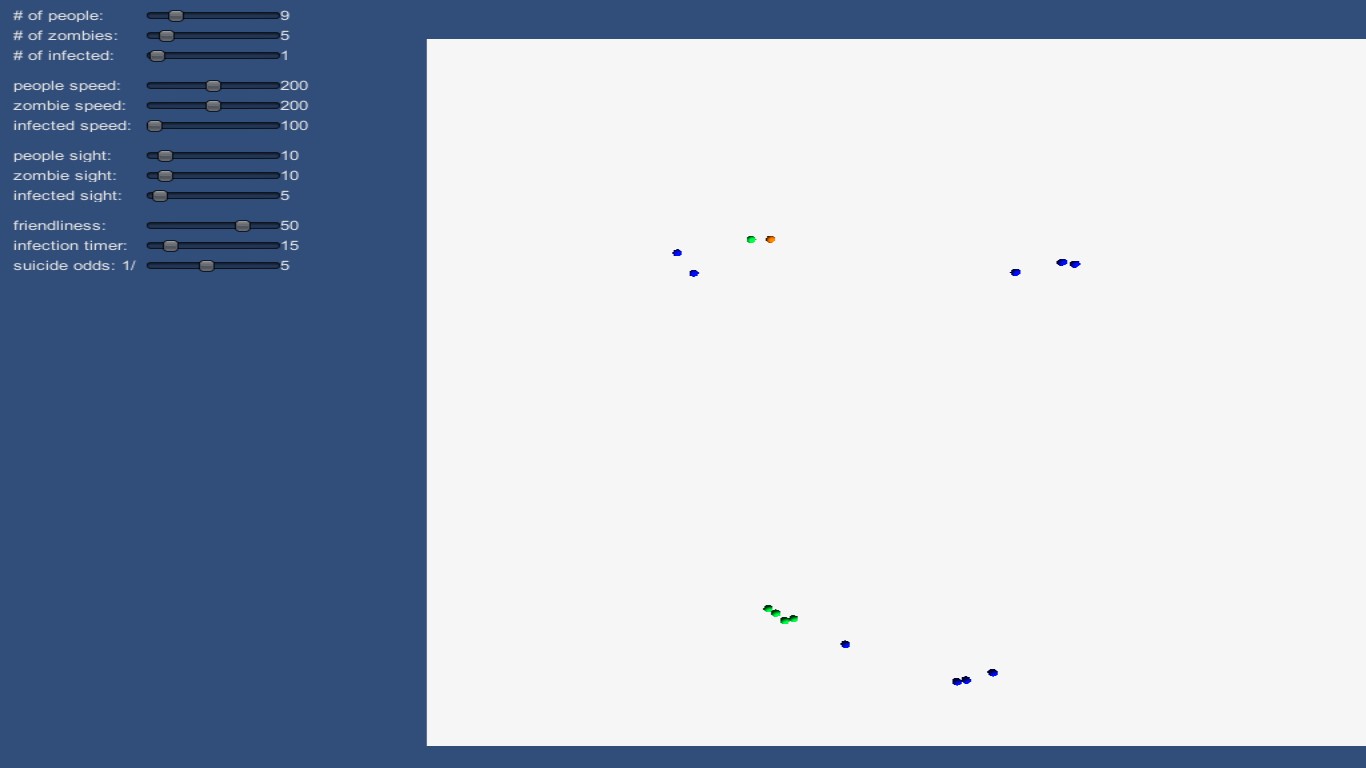 # of people: 9
# of zombies: 5
# of infected: 1
people speed: 200
zombie speed: 200
infected speed: 100
people sight: 10
zombie sight: 10
infected sight: 5
friendliness: 50
infection timer: 15
suicide odds: 1/ 5